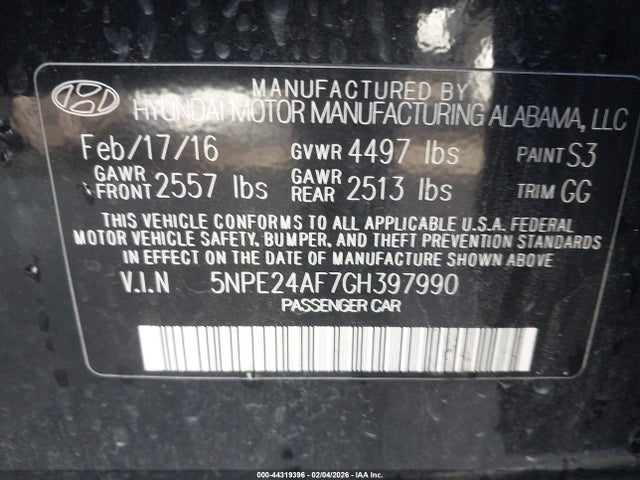 MANUFACTURED BY
HYUNDAI MOTOR MANUFACTURING ALABAMA, LLC
Feb/17/16 GVWR 4497 lbs PAINT S3
GAWR FRONT 2557 lbs GAWR REAR 2513 lbs TRIM GG
THIS VEHICLE CONFORMS TO ALL APPLICABLE U.S.A. FEDERAL
MOTOR VEHICLE SAFETY, BUMPER, AND THEFT PREVENTION STANDARDS
IN EFFECT ON THE DATE OF MANUFACTURE SHOWN ABOVE.
V.I.N 5NPE24AF7GH397990
PASSENGER CAR
000-44319396 - 02/04/2026 - IAA Inc.